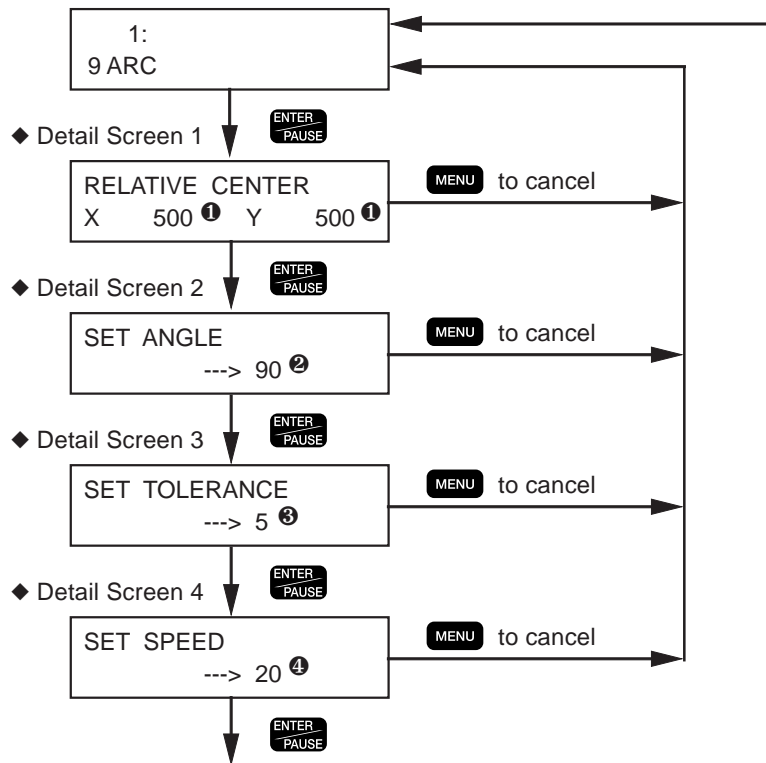 1:
9 ARC
ENTER
PAUSE
◆ Detail Screen 1
RELATIVE CENTER
X 500 ❶ Y 500 ❶
MENU to cancel
ENTER
PAUSE
◆ Detail Screen 2
SET ANGLE
---> 90 ❷
MENU to cancel
ENTER
PAUSE
◆ Detail Screen 3
SET TOLERANCE
---> 5 ❸
MENU to cancel
ENTER
PAUSE
◆ Detail Screen 4
SET SPEED
---> 20 ❹
MENU to cancel
ENTER
PAUSE